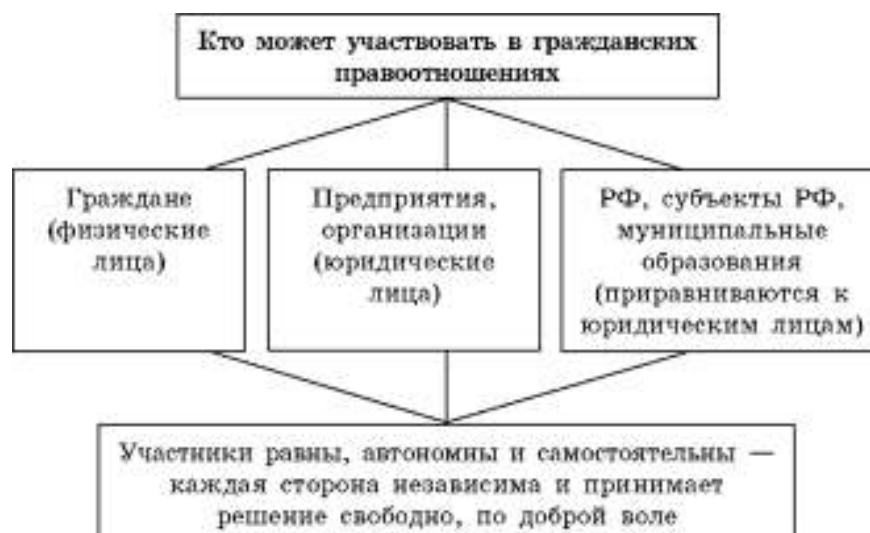 Кто может участвовать в гражданских
правоотношениях
Граждане
(физические
лица)
Предприятия,
организации
(юридические
лица)
РФ, субъекты РФ,
муниципальные
образования
(приравниваются к
юридическим лицам)
Участники равны, автономны и самостоятельны —
каждая сторона независима и принимает
решение свободно, по доброй воле